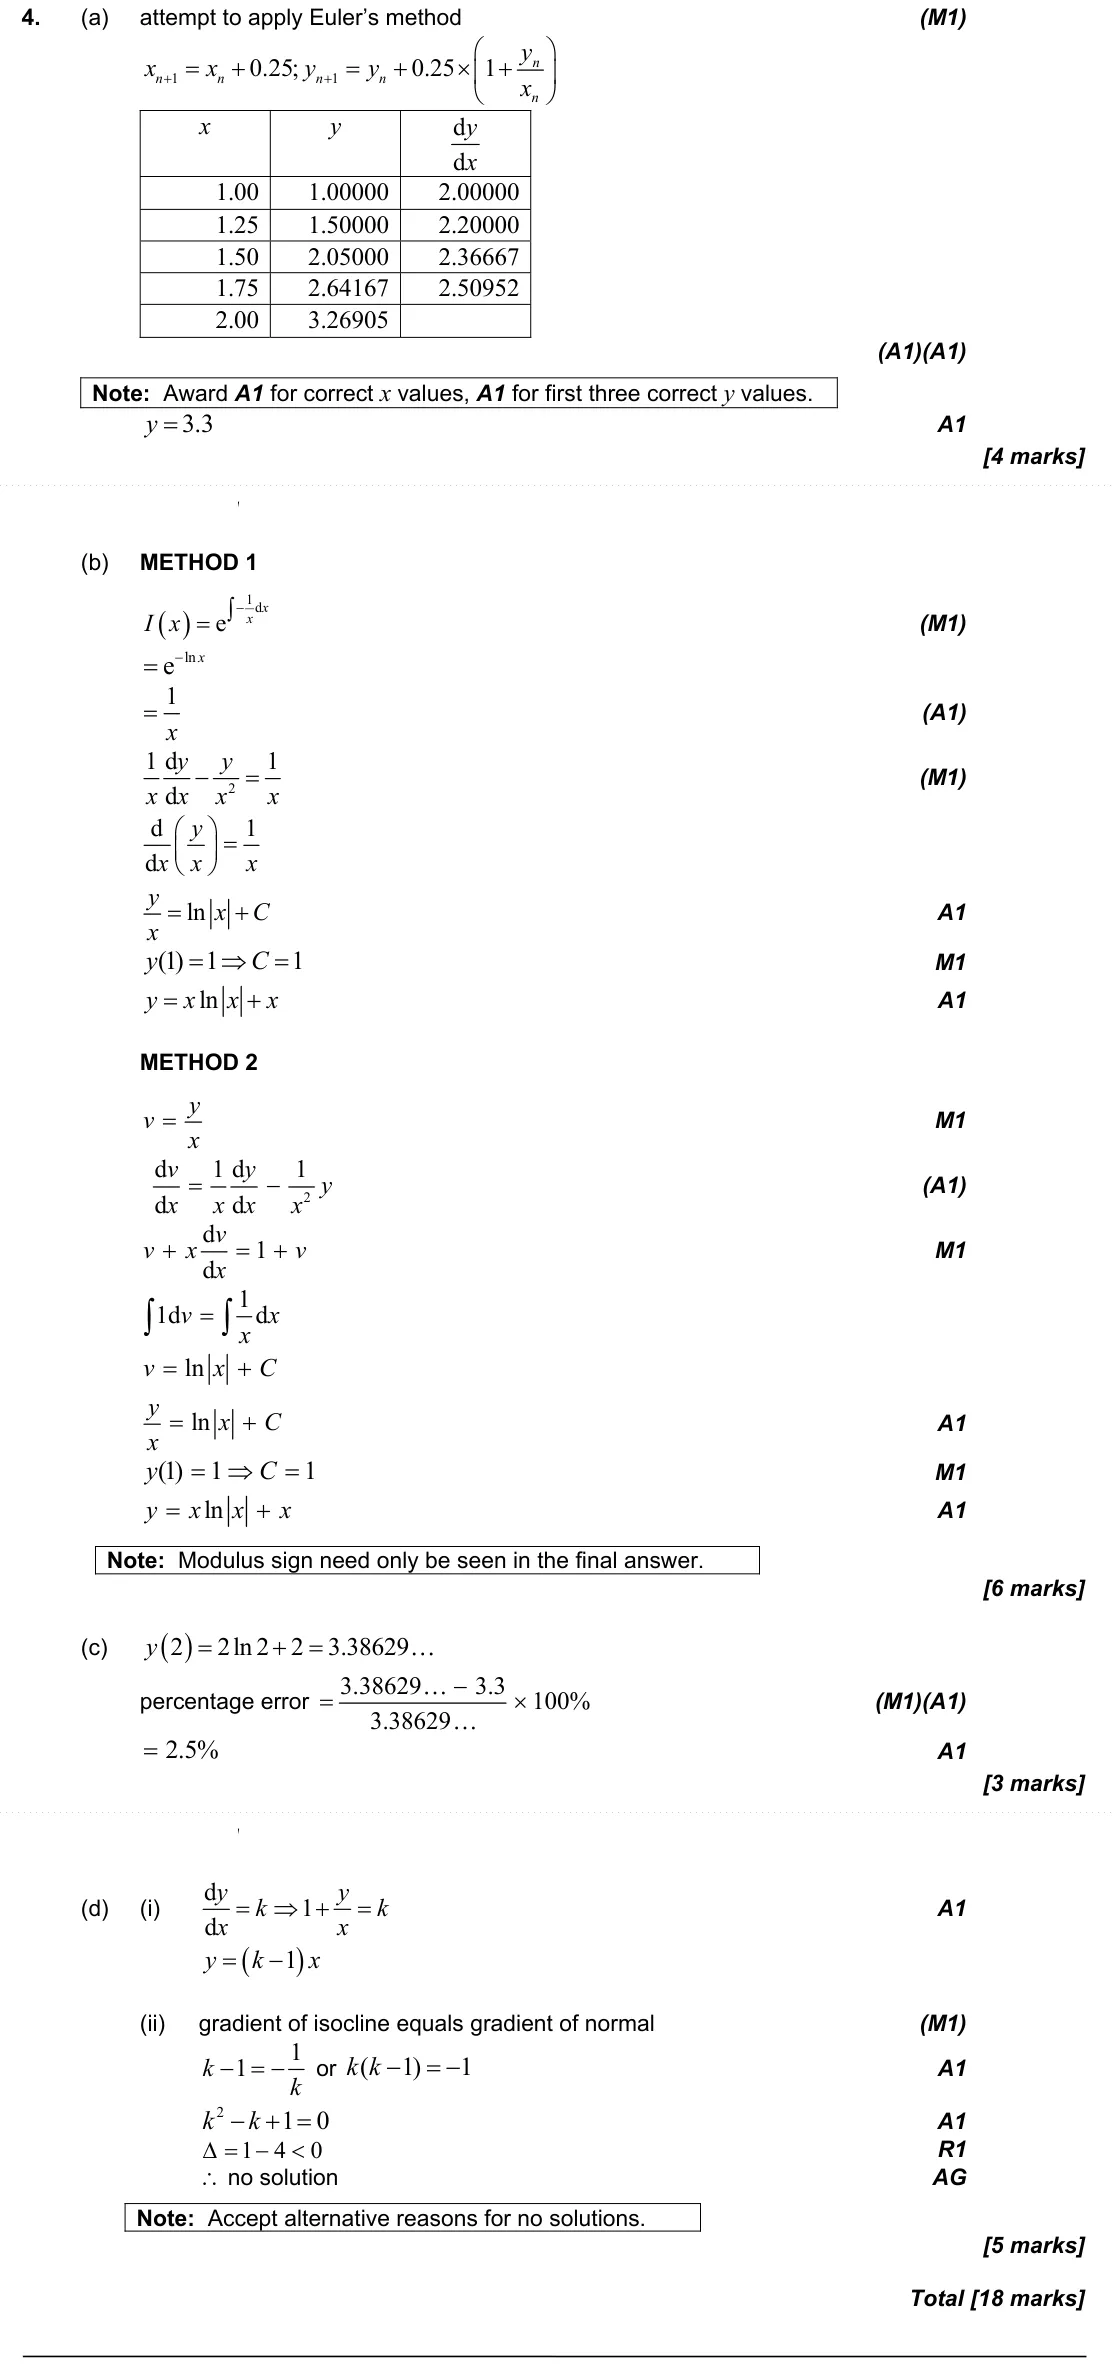 4. (a) attempt to apply Euler's method (M1)
xₙ₊₁ = xₙ + 0.25; yₙ₊₁ = yₙ + 0.25 × (1 + yₙ/xₙ)
x y dy/dx
1.00 1.00000 2.00000
1.25 1.50000 2.20000
1.50 2.05000 2.36667
1.75 2.64167 2.50952
2.00 3.26905
(A1)(A1)
Note: Award A1 for correct x values, A1 for first three correct y values.
y = 3.3 A1
[4 marks]
(b) METHOD 1
I(x) = e^(∫ −1/x dx) (M1)
= e^(−ln x)
= 1/x (A1)
1/x dy/dx − y/x² = 1/x (M1)
d/dx (y/x) = 1/x
y/x = ln|x| + C A1
y(1) = 1 ⇒ C = 1 M1
y = x ln|x| + x A1
METHOD 2
v = y/x M1
dv/dx = 1/x dy/dx − 1/x² y (A1)
v + x dv/dx = 1 + v M1
∫1dv = ∫1/x dx
v = ln|x| + C
y/x = ln|x| + C A1
y(1) = 1 ⇒ C = 1 M1
y = x ln|x| + x A1
Note: Modulus sign need only be seen in the final answer.
[6 marks]
(c) y(2) = 2 ln 2 + 2 = 3.38629…
percentage error = (3.38629… − 3.3)/3.38629… × 100% (M1)(A1)
= 2.5% A1
[3 marks]
(d) (i) dy/dx = k ⇒ 1 + y/x = k A1
y = (k − 1)x
(ii) gradient of isocline equals gradient of normal (M1)
k − 1 = −1/k or k(k − 1) = −1 A1
k² − k + 1 = 0 A1
Δ = 1 − 4 < 0 R1
∴ no solution AG
Note: Accept alternative reasons for no solutions.
[5 marks]
Total [18 marks]